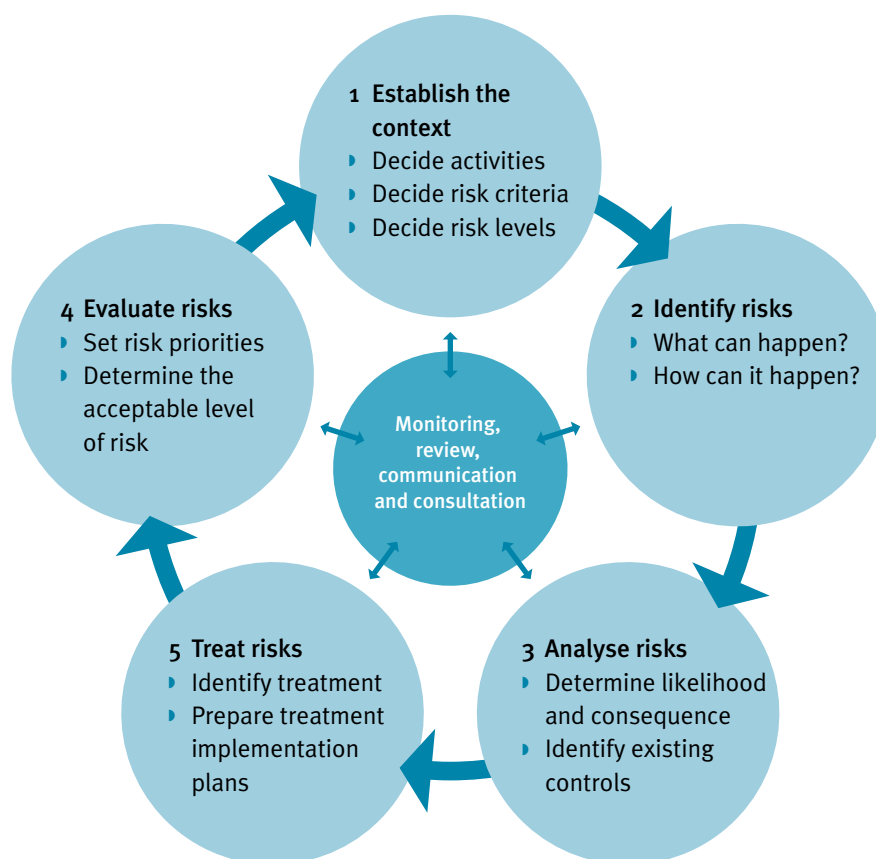 1 Establish the
context
Decide activities
Decide risk criteria
Decide risk levels
2 Identify risks
What can happen?
How can it happen?
3 Analyse risks
Determine likelihood
and consequence
Identify existing
controls
5 Treat risks
Identify treatment
Prepare treatment
implementation
plans
4 Evaluate risks
Set risk priorities
Determine the
acceptable level
of risk
Monitoring,
review,
communication
and consultation